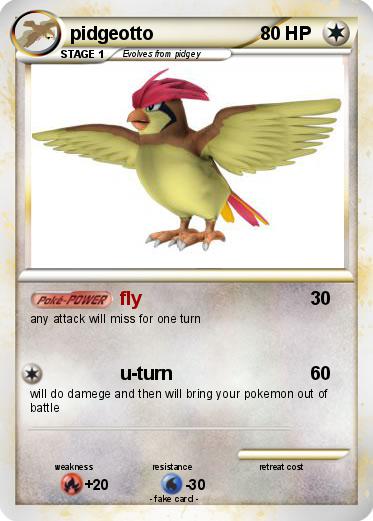 pidgeotto 80 HP
STAGE 1 Evolves from pidgey
Poké-POWER fly 30
any attack will miss for one turn
u-turn 60
will do damege and then will bring your pokemon out of
battle
weakness resistance retreat cost
+20 -30
- fake card -